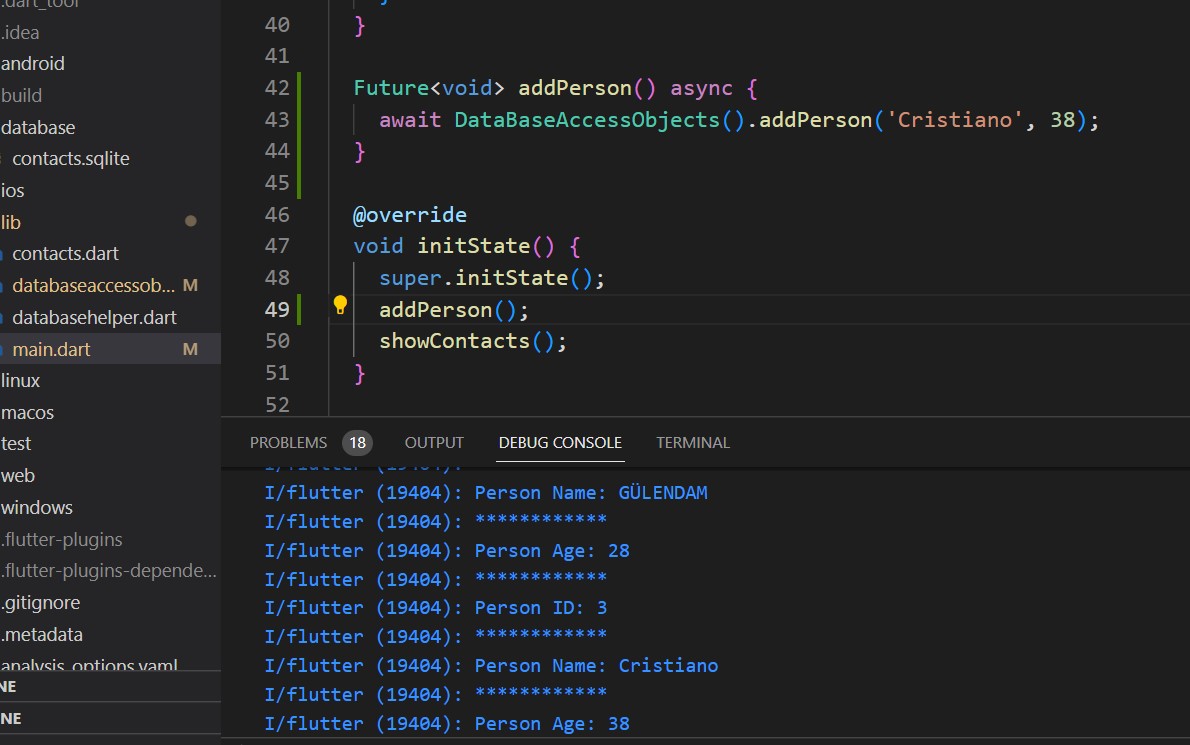 .dart_tool
.idea
android
build
database
contacts.sqlite
ios
lib
contacts.dart
databaseaccessob... M
databasehelper.dart
main.dart M
linux
macos
test
web
windows
.flutter-plugins
.flutter-plugins-depende...
.gitignore
.metadata
analysis_options.yaml
NE
NE
40 }
41
42 Future<void> addPerson() async {
43 await DataBaseAccessObjects().addPerson('Cristiano', 38);
44 }
45
46 @override
47 void initState() {
48 super.initState();
49 addPerson();
50 showContacts();
51 }
52
PROBLEMS 18 OUTPUT DEBUG CONSOLE TERMINAL
I/flutter (19404): Person Name: GÜLENDAM
I/flutter (19404): ************
I/flutter (19404): Person Age: 28
I/flutter (19404): ************
I/flutter (19404): Person ID: 3
I/flutter (19404): ************
I/flutter (19404): Person Name: Cristiano
I/flutter (19404): ************
I/flutter (19404): Person Age: 38